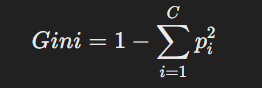 Gini = 1 − ∑_{i=1}^{C} p_i^2